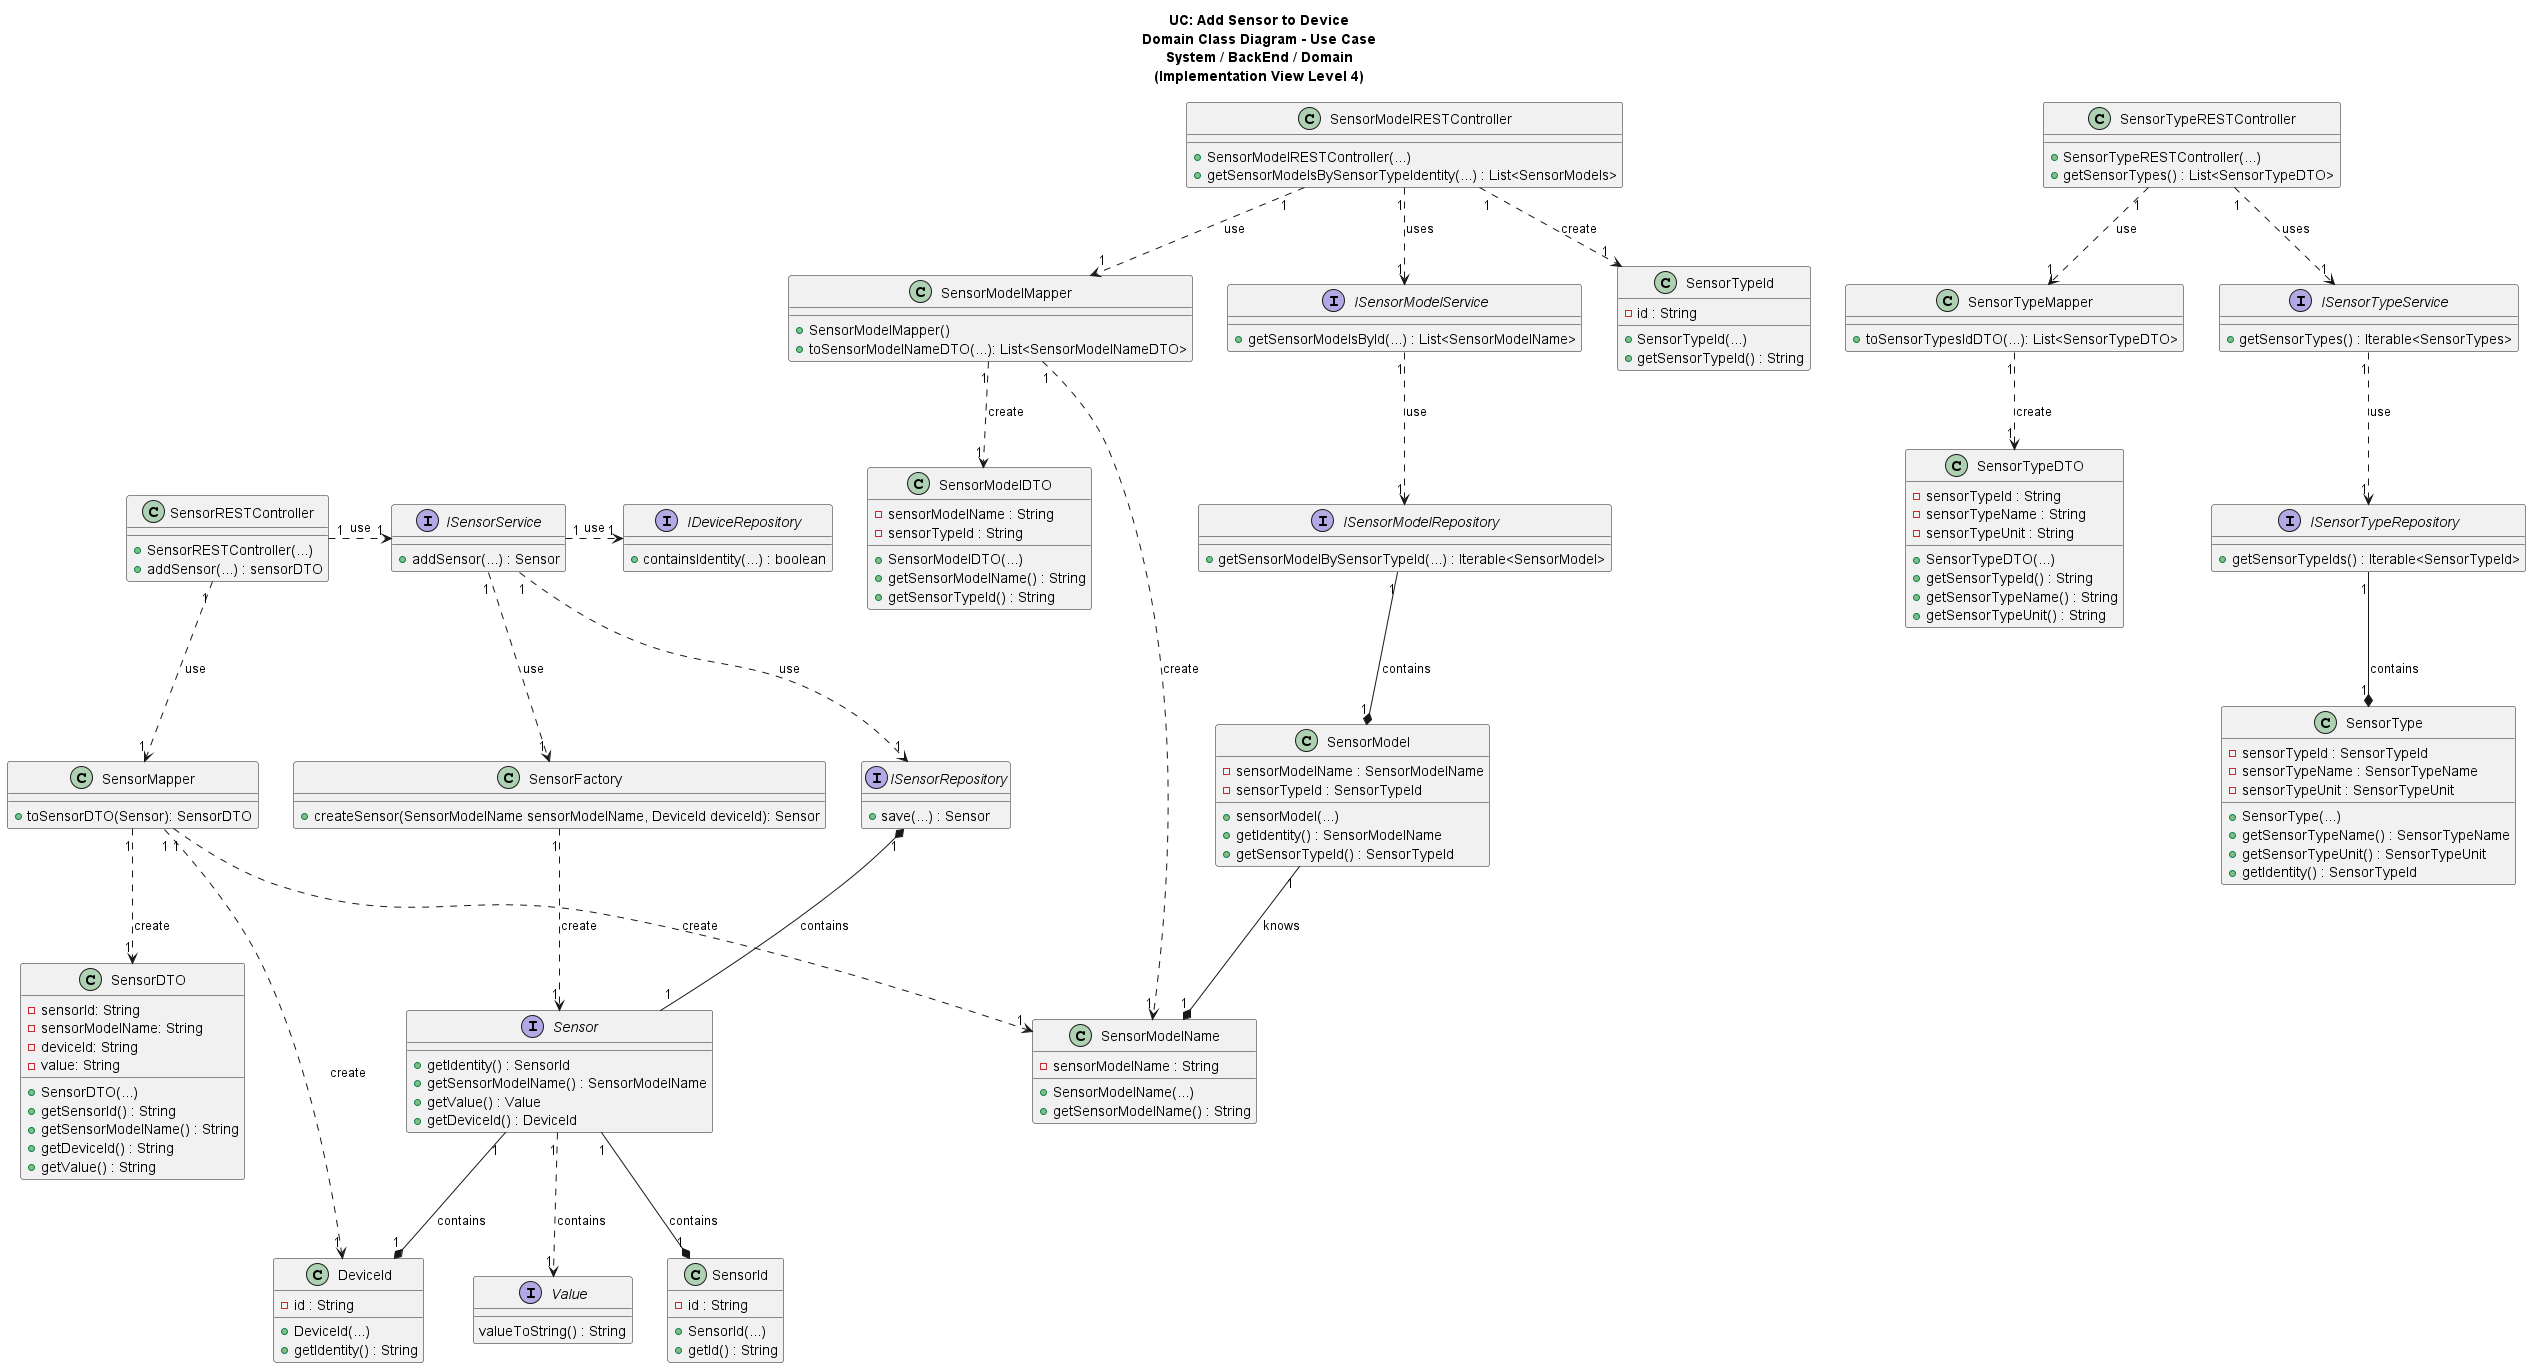 UC: Add Sensor to Device
Domain Class Diagram - Use Case
System / BackEnd / Domain
(Implementation View Level 4)
C SensorModelRESTController
SensorModelRESTController(...)
getSensorModelsBySensorTypeIdentity(...) : List<SensorModels>
C SensorTypeRESTController
SensorTypeRESTController(...)
getSensorTypes() : List<SensorTypeDTO>
1 1 1 1 1
use uses create use uses
1 1 1 1 1
C SensorModelMapper
SensorModelMapper()
toSensorModelNameDTO(...): List<SensorModelNameDTO>
I ISensorModelService
getSensorModelsById(...) : List<SensorModelName>
C SensorTypeId
id : String
SensorTypeId(...)
getSensorTypeId() : String
C SensorTypeMapper
toSensorTypesIdDTO(...): List<SensorTypeDTO>
I ISensorTypeService
getSensorTypes() : Iterable<SensorTypes>
1 1 1 1 1
create use create use
1 1 1 1
C SensorRESTController
SensorRESTController(...)
addSensor(...) : sensorDTO
1 use 1
I ISensorService
addSensor(...) : Sensor
1 use 1
I IDeviceRepository
containsIdentity(...) : boolean
C SensorModelDTO
sensorModelName : String
sensorTypeId : String
SensorModelDTO(...)
getSensorModelName() : String
getSensorTypeId() : String
I ISensorModelRepository
getSensorModelBySensorTypeId(...) : Iterable<SensorModel>
C SensorTypeDTO
sensorTypeId : String
sensorTypeName : String
sensorTypeUnit : String
SensorTypeDTO(...)
getSensorTypeId() : String
getSensorTypeName() : String
getSensorTypeUnit() : String
I ISensorTypeRepository
getSensorTypeIds() : Iterable<SensorTypeId>
1 1 1 1 1
use use use create contains contains
1 1 1 1 1
C SensorMapper
toSensorDTO(Sensor): SensorDTO
C SensorFactory
createSensor(SensorModelName sensorModelName, DeviceId deviceId): Sensor
I ISensorRepository
save(...) : Sensor
C SensorModel
sensorModelName : SensorModelName
sensorTypeId : SensorTypeId
sensorModel(...)
getIdentity() : SensorModelName
getSensorTypeId() : SensorTypeId
C SensorType
sensorTypeId : SensorTypeId
sensorTypeName : SensorTypeName
sensorTypeUnit : SensorTypeUnit
SensorType(...)
getSensorTypeName() : SensorTypeName
getSensorTypeUnit() : SensorTypeUnit
getIdentity() : SensorTypeId
1 1 1 1 1 1
create create create contains knows
1 1 1 1 1 1
C SensorDTO
sensorId: String
sensorModelName: String
deviceId: String
value: String
SensorDTO(...)
getSensorId() : String
getSensorModelName() : String
getDeviceId() : String
getValue() : String
create
I Sensor
getIdentity() : SensorId
getSensorModelName() : SensorModelName
getValue() : Value
getDeviceId() : DeviceId
C SensorModelName
sensorModelName : String
SensorModelName(...)
getSensorModelName() : String
1 1 1
contains contains contains
1 1 1 1
C DeviceId
id : String
DeviceId(...)
getIdentity() : String
I Value
valueToString() : String
C SensorId
id : String
SensorId(...)
getId() : String